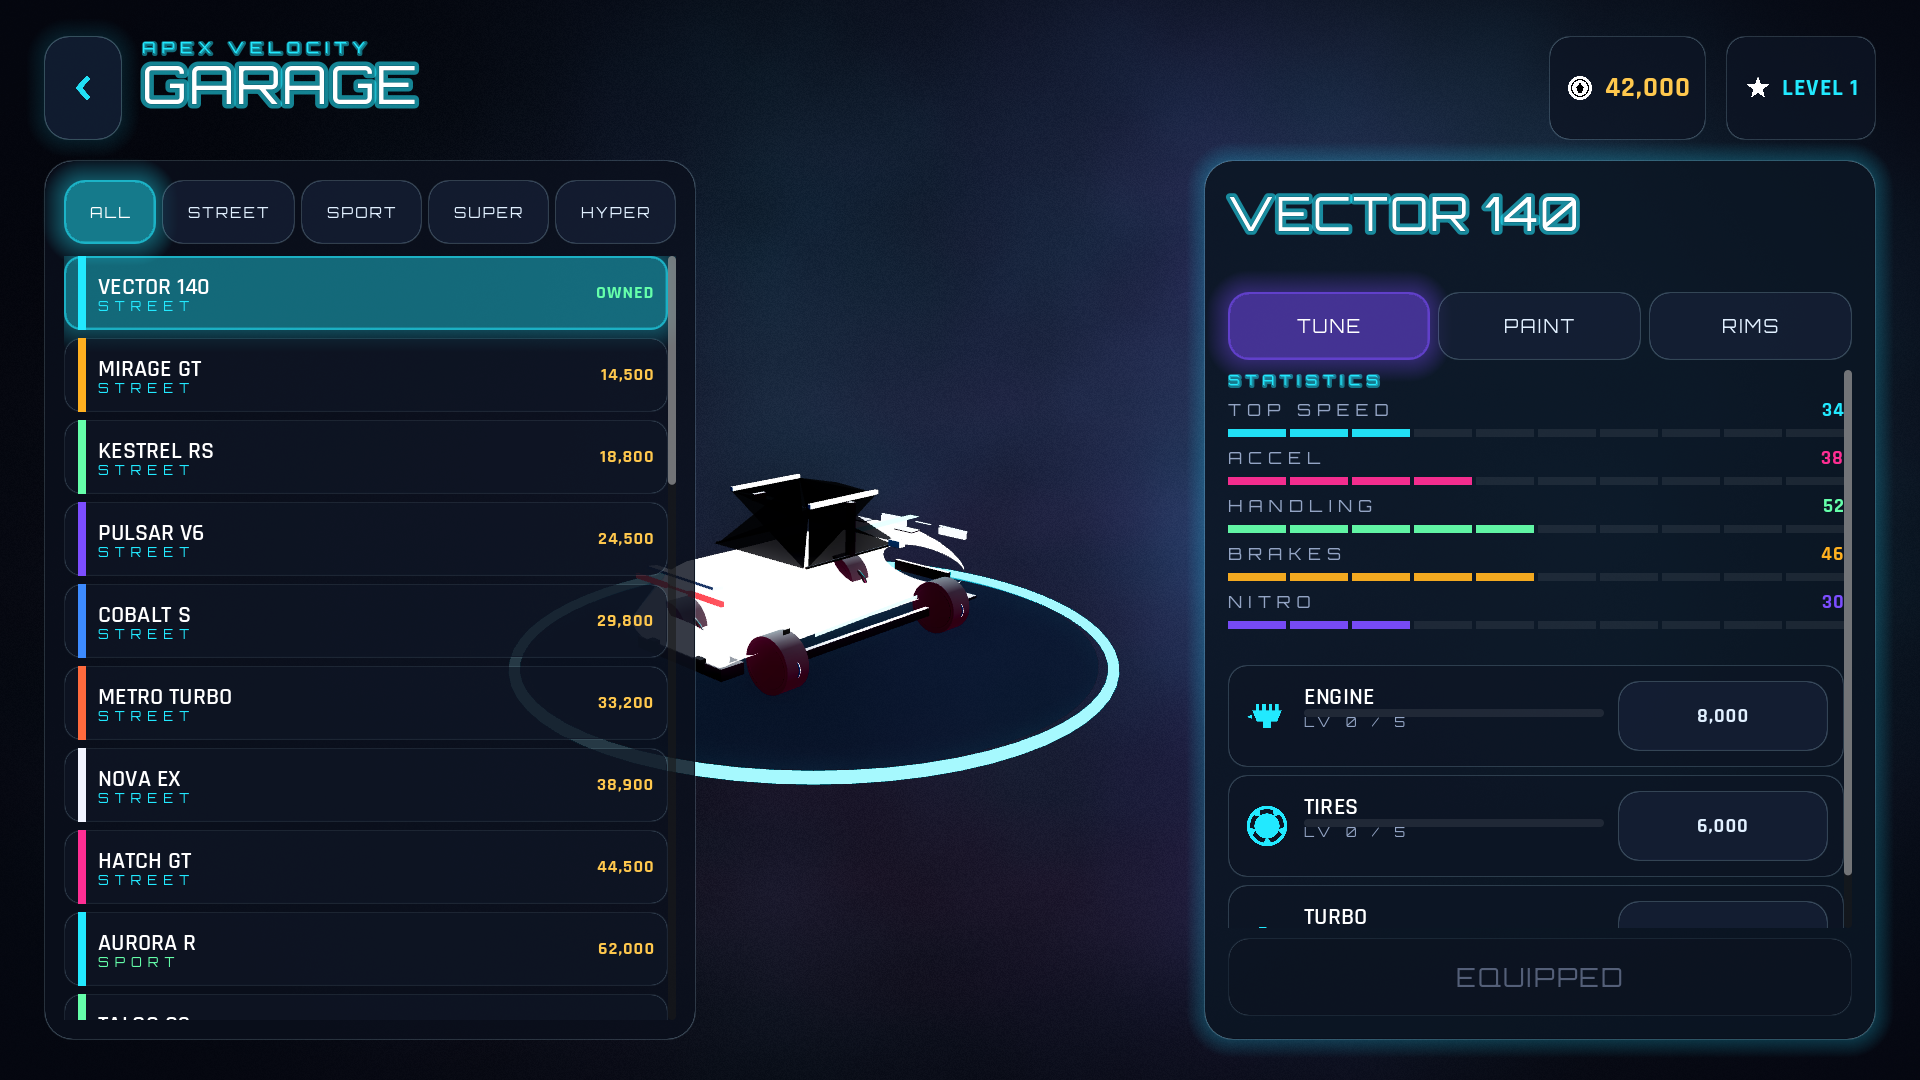 APEX VELOCITY
GARAGE
42,000
LEVEL 1
ALL
STREET
SPORT
SUPER
HYPER
VECTOR 140
STREET
OWNED
MIRAGE GT
STREET
14,500
KESTREL RS
STREET
18,800
PULSAR V6
STREET
24,500
COBALT S
STREET
29,800
METRO TURBO
STREET
33,200
NOVA EX
STREET
38,900
HATCH GT
STREET
44,500
AURORA R
SPORT
62,000
VECTOR 140
TUNE
PAINT
RIMS
STATISTICS
TOP SPEED
34
ACCEL
38
HANDLING
52
BRAKES
46
NITRO
30
ENGINE
LV 0 / 5
8,000
TIRES
LV 0 / 5
6,000
TURBO
EQUIPPED